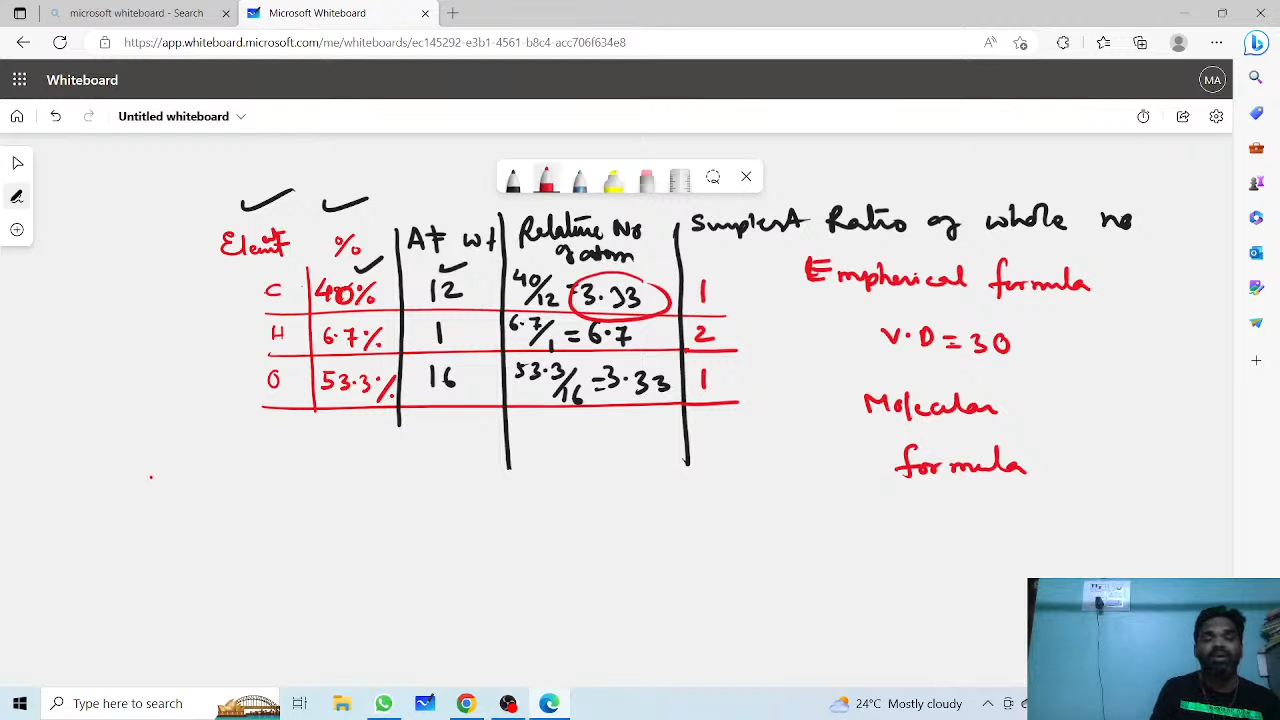 microsoft whiteboard - Search
Microsoft Whiteboard
https://app.whiteboard.microsoft.com/me/whiteboards/ec145292-e3b1-4561-b8c4-acc706f634e8
Whiteboard
MA
Untitled whiteboard
% At wt Relative No of atom Simplest Ratio of whole no
C 40% 12 40/12 = 3.33 1
H 6.7% 1 6.7/1 = 6.7 2
O 53.3% 16 53.3/16 = 3.33 1
Empherical formula
V.D = 30
Molecular
formula
Type here to search
24°C Mostly cloudy